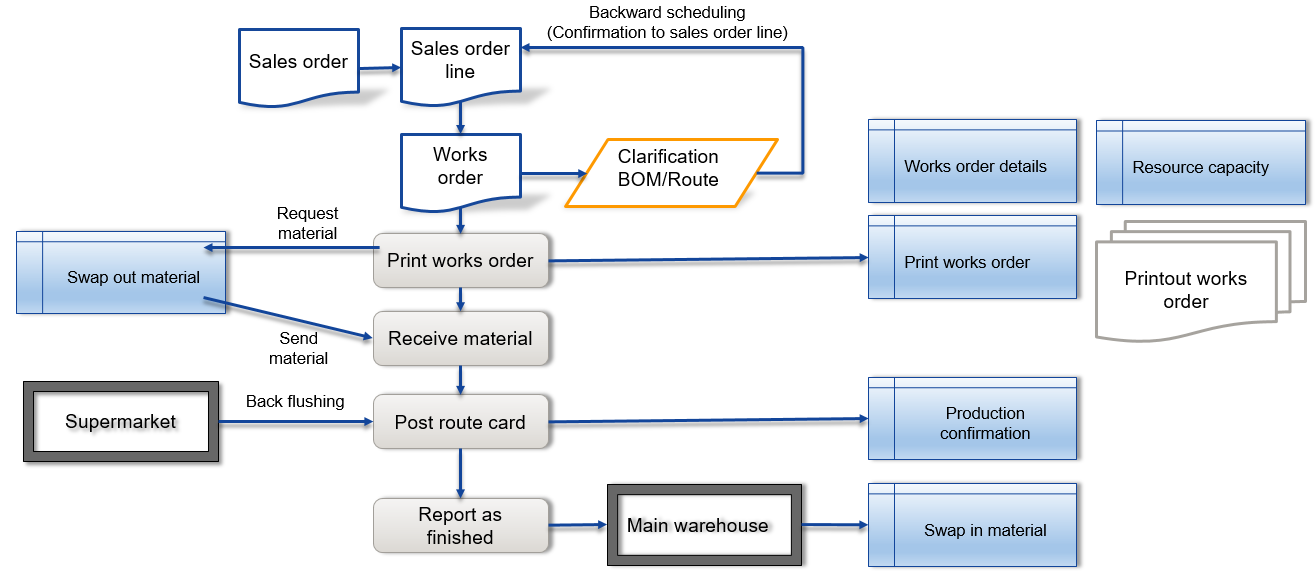 Backward scheduling
(Confirmation to sales order line)
Sales order
Sales order
line
Works
order
Clarification
BOM/Route
Works order details
Resource capacity
Request
material
Swap out material
Print works order
Print works order
Printout works
order
Send
material
Receive material
Supermarket
Back flushing
Post route card
Production
confirmation
Report as
finished
Main warehouse
Swap in material